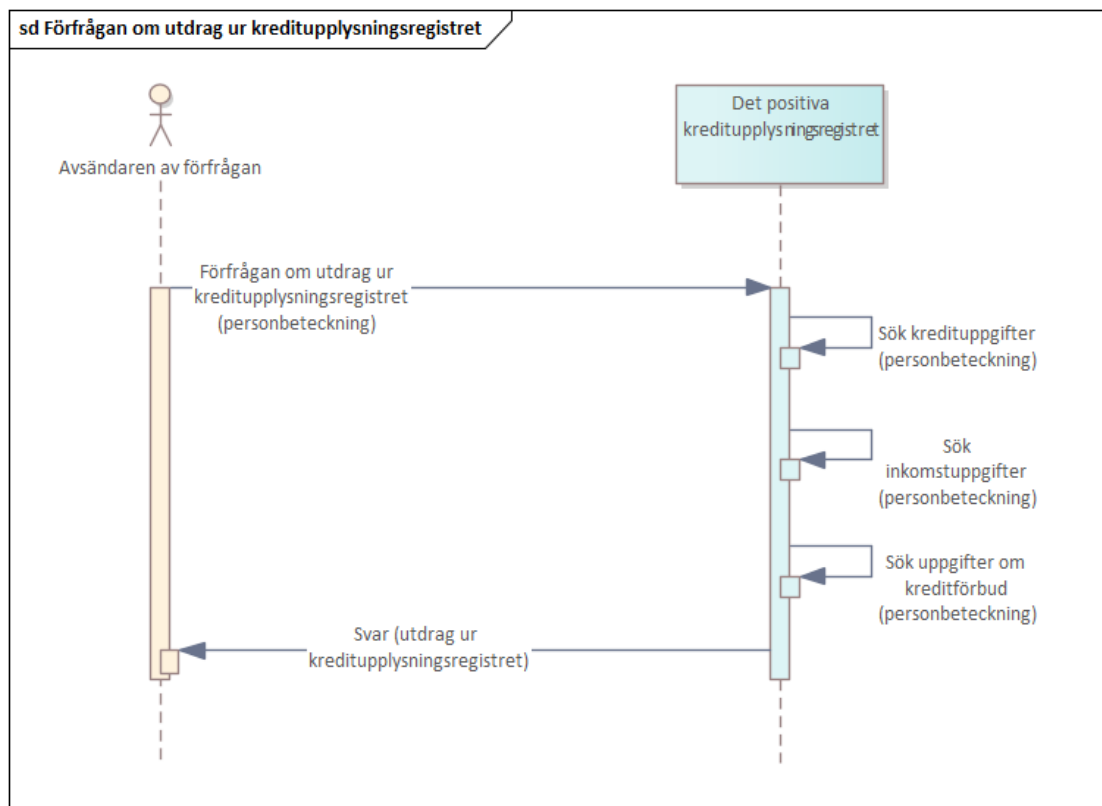 sd Förfrågan om utdrag ur kreditupplysningsregistret
Avsändaren av förfrågan
Det positiva
kreditupplysningsregistret
Förfrågan om utdrag ur
kreditupplysningsregistret
(personbeteckning)
Sök kredituppgifter
(personbeteckning)
Sök
inkomstuppgifter
(personbeteckning)
Sök uppgifter om
kreditförbud
(personbeteckning)
Svar (utdrag ur
kreditupplysningsregistret)